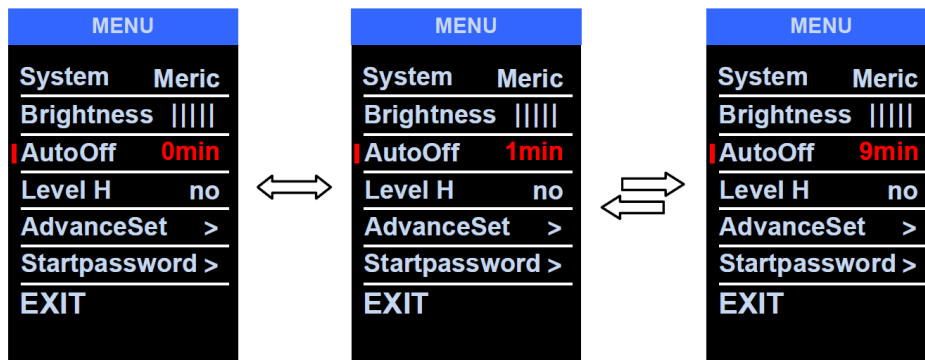 MENU
System Meric
Brightness |||||
AutoOff 0min
Level H no
AdvanceSet >
Startpassword >
EXIT
MENU
System Meric
Brightness |||||
AutoOff 1min
Level H no
AdvanceSet >
Startpassword >
EXIT
MENU
System Meric
Brightness |||||
AutoOff 9min
Level H no
AdvanceSet >
Startpassword >
EXIT